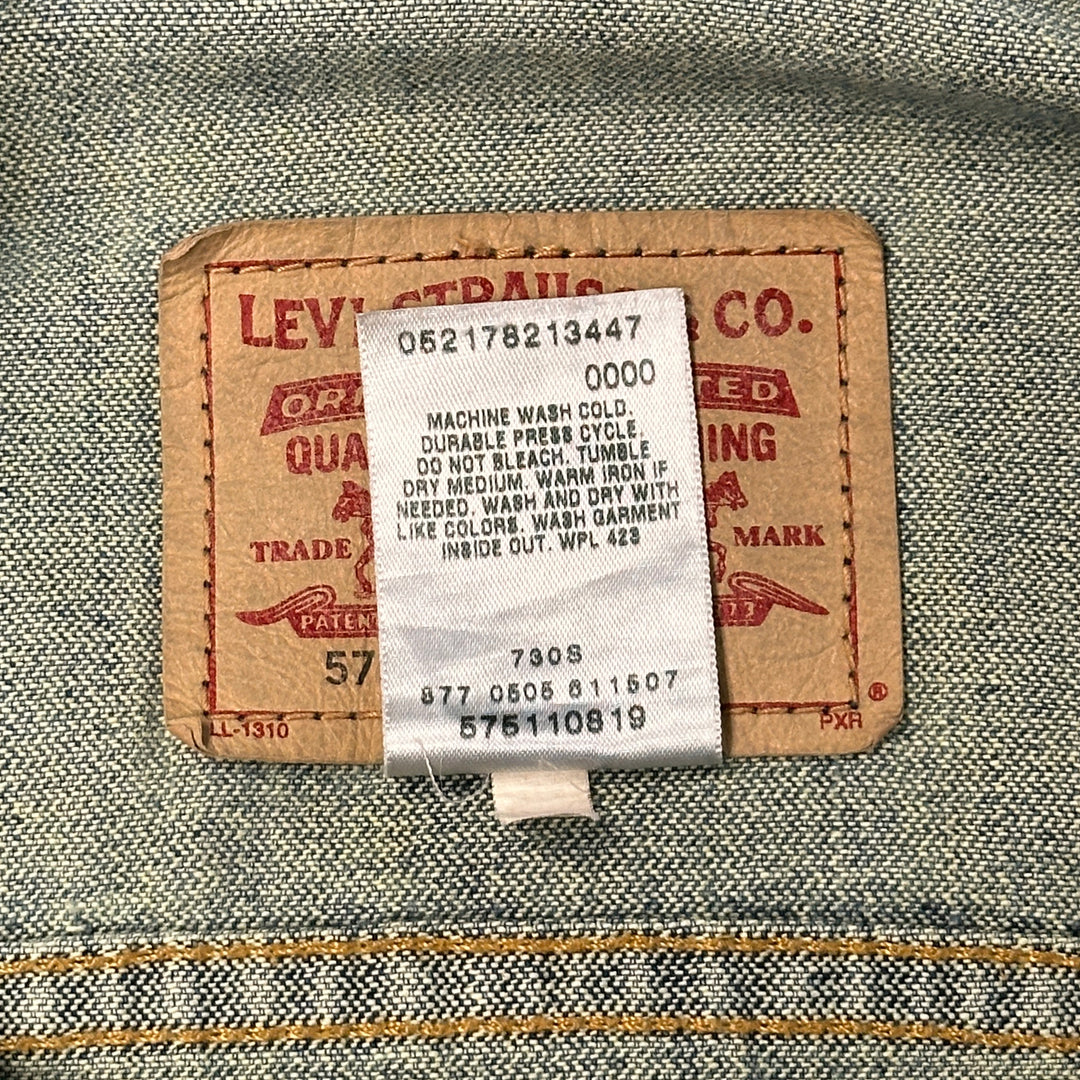 LEVI STRAUSS & CO.
052178213447
0000
MACHINE WASH COLD.
DURABLE PRESS CYCLE.
DO NOT BLEACH. TUMBLE
DRY MEDIUM. WARM IRON IF
NEEDED. WASH AND DRY WITH
LIKE COLORS. WASH GARMENT
INSIDE OUT. WPL 423
QUA
ING
TRADE
MARK
PATEN
730S
57
877 0505 611507
575110819
®
LL-1310
PXR